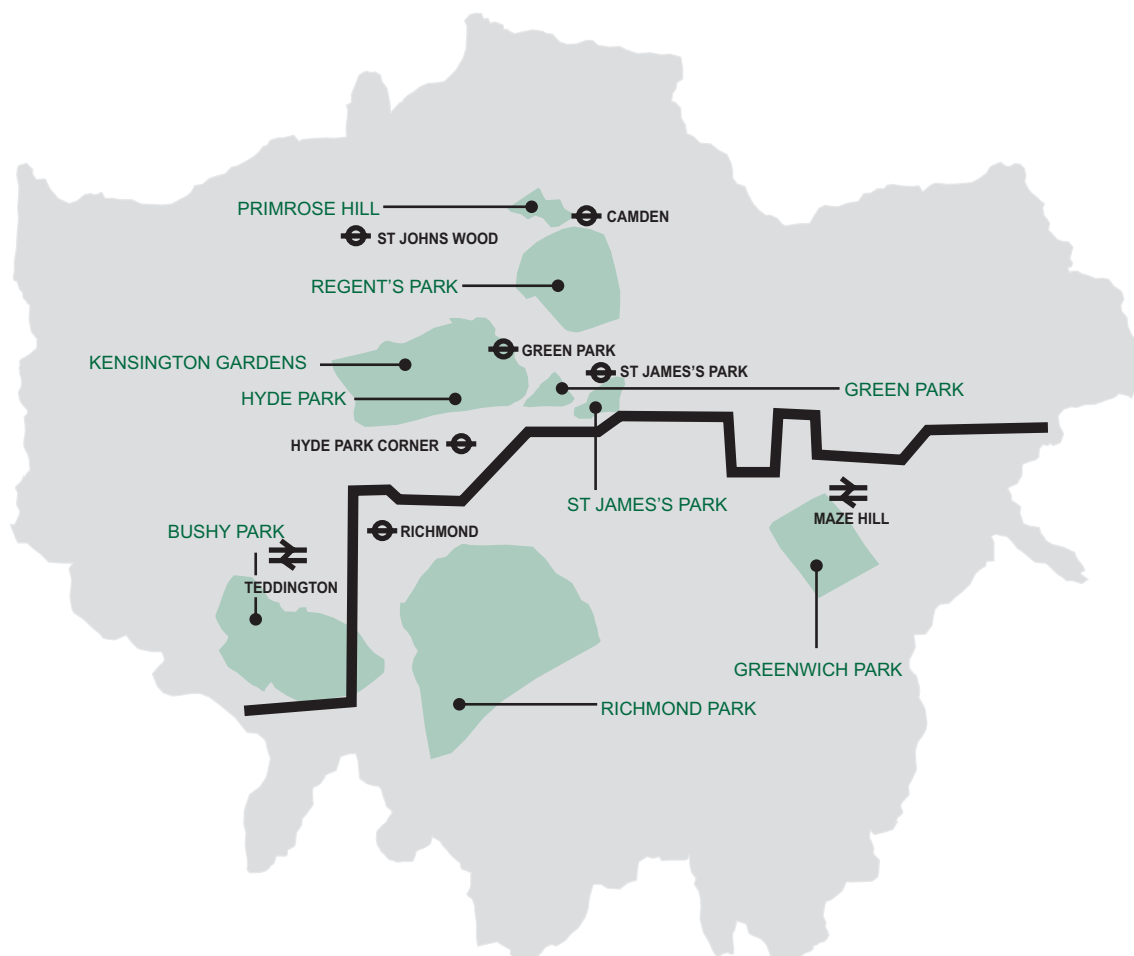 PRIMROSE HILL
CAMDEN
ST JOHNS WOOD
REGENT’S PARK
GREEN PARK
KENSINGTON GARDENS
ST JAMES’S PARK
GREEN PARK
HYDE PARK
HYDE PARK CORNER
ST JAMES’S PARK
MAZE HILL
BUSHY PARK
RICHMOND
TEDDINGTON
GREENWICH PARK
RICHMOND PARK